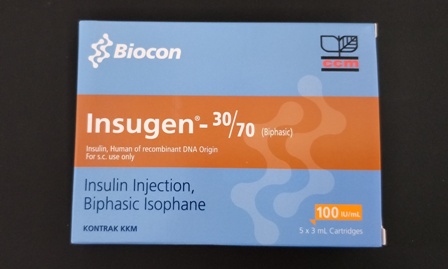 Biocon
ccm
Insugen®- 30/70 (Biphasic)
Insulin, Human of recombinant DNA Origin
For s.c. use only
Insulin Injection,
Biphasic Isophane
100 IU/mL
KONTRAK KKM
5 x 3 mL Cartridges